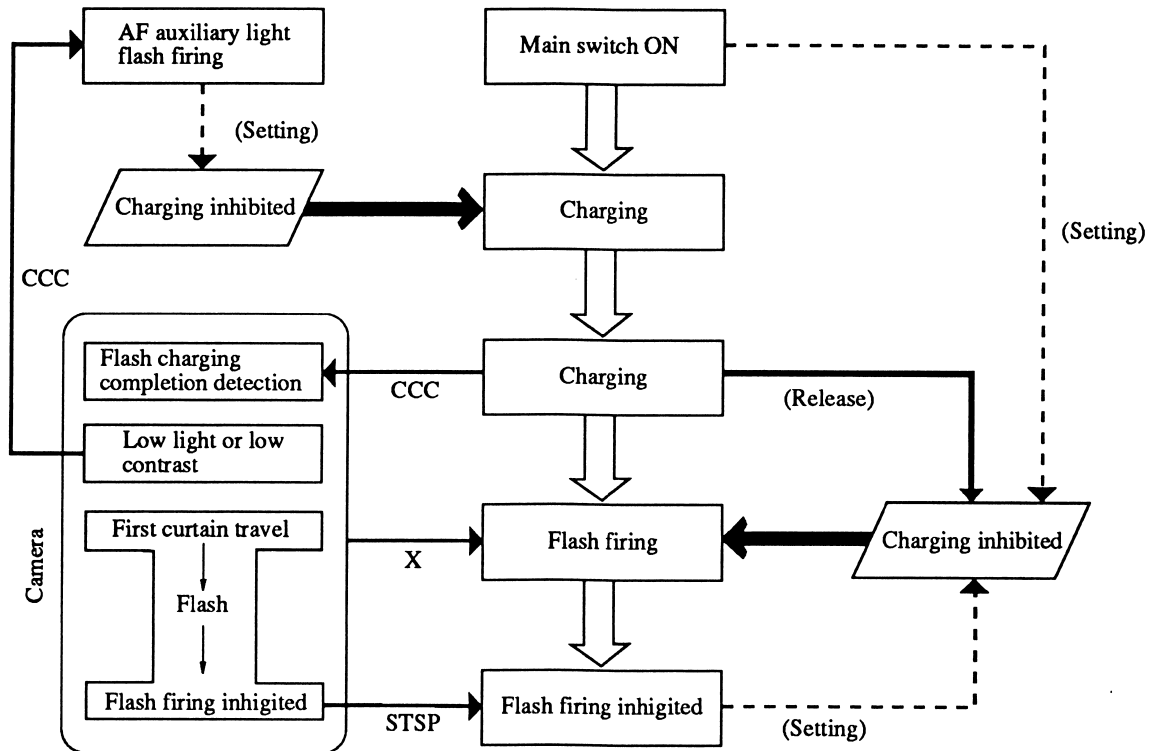 AF auxiliary light
flash firing
Main switch ON
(Setting)
Charging inhibited
Charging
(Setting)
CCC
Flash charging
completion detection
CCC
Charging
(Release)
Low light or low
contrast
First curtain travel
Flash
Flash firing inhigited
Camera
X
Flash firing
Charging inhibited
STSP
Flash firing inhigited
(Setting)